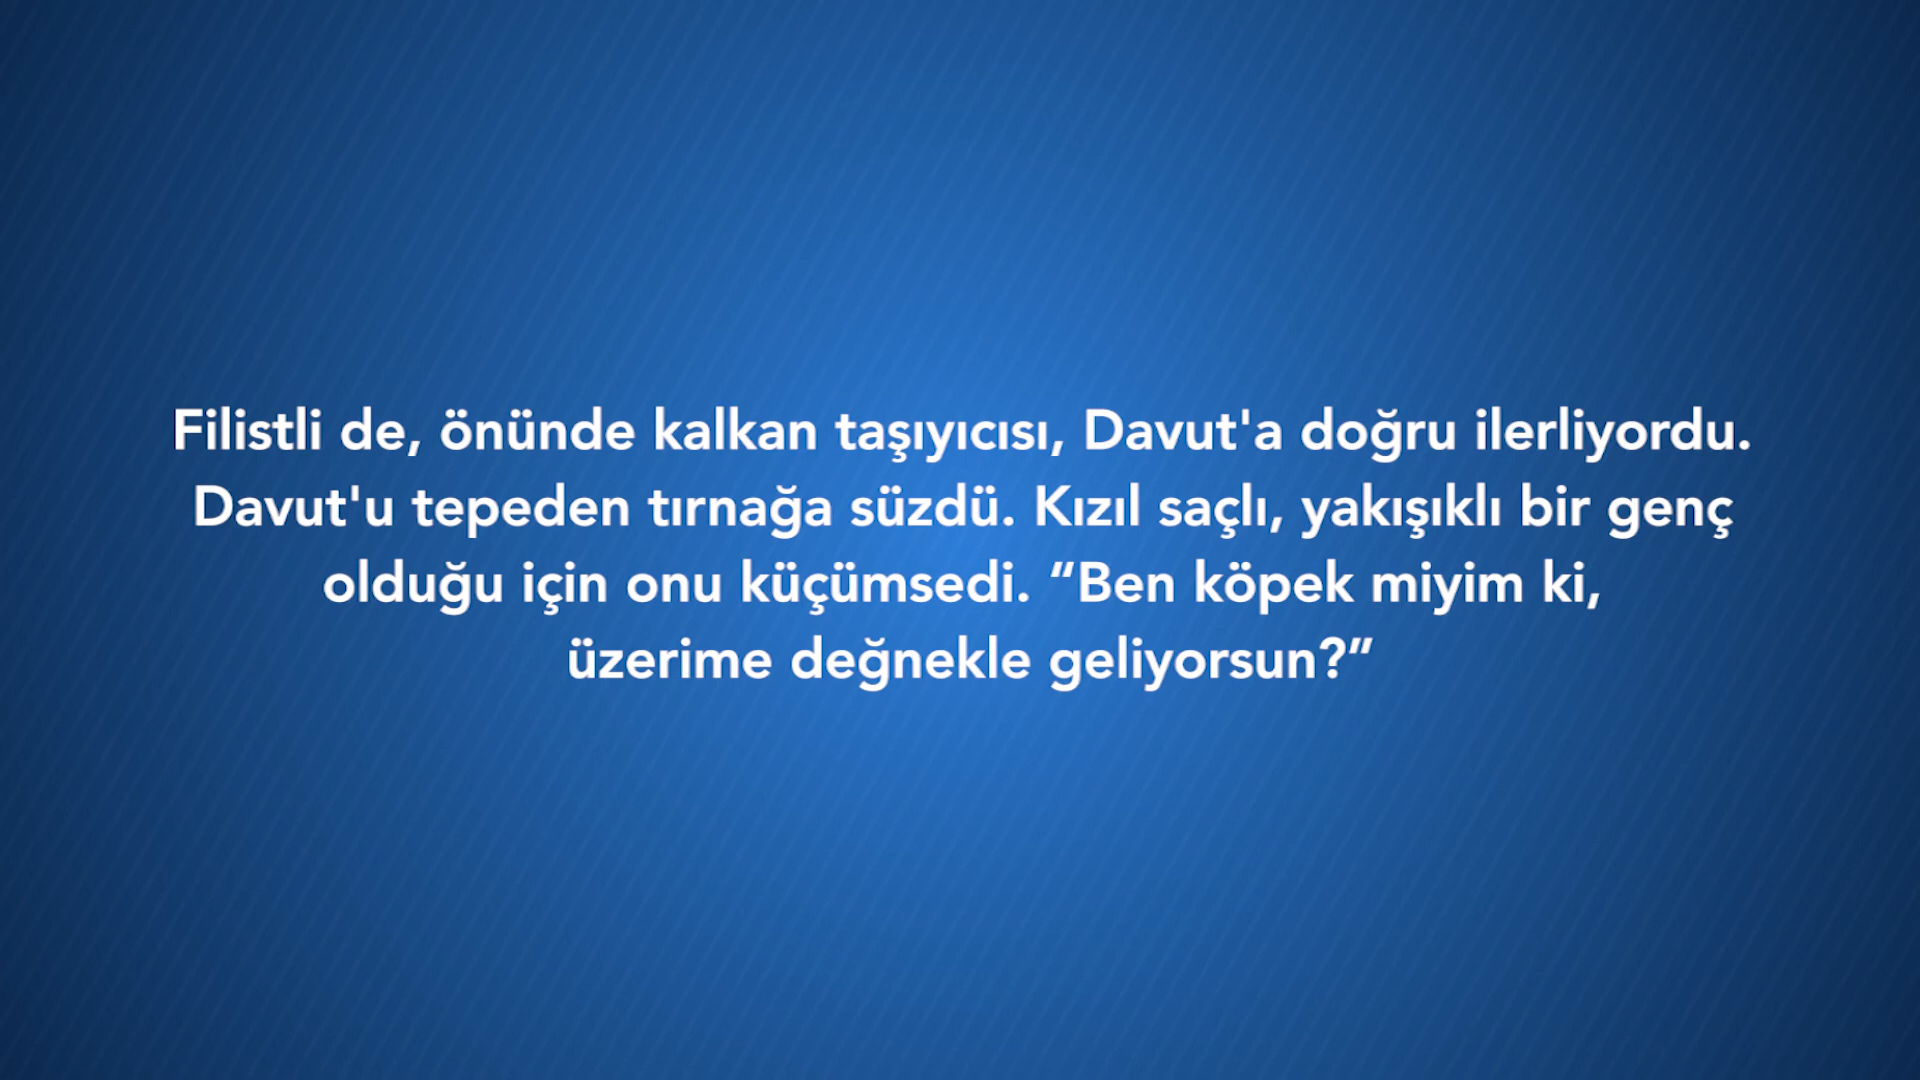 Filistli de, önünde kalkan taşıyıcısı, Davut'a doğru ilerliyordu.
Davut'u tepeden tırnağa süzdü. Kızıl saçlı, yakışıklı bir genç
olduğu için onu küçümsedi. “Ben köpek miyim ki,
üzerime değnekle geliyorsun?”